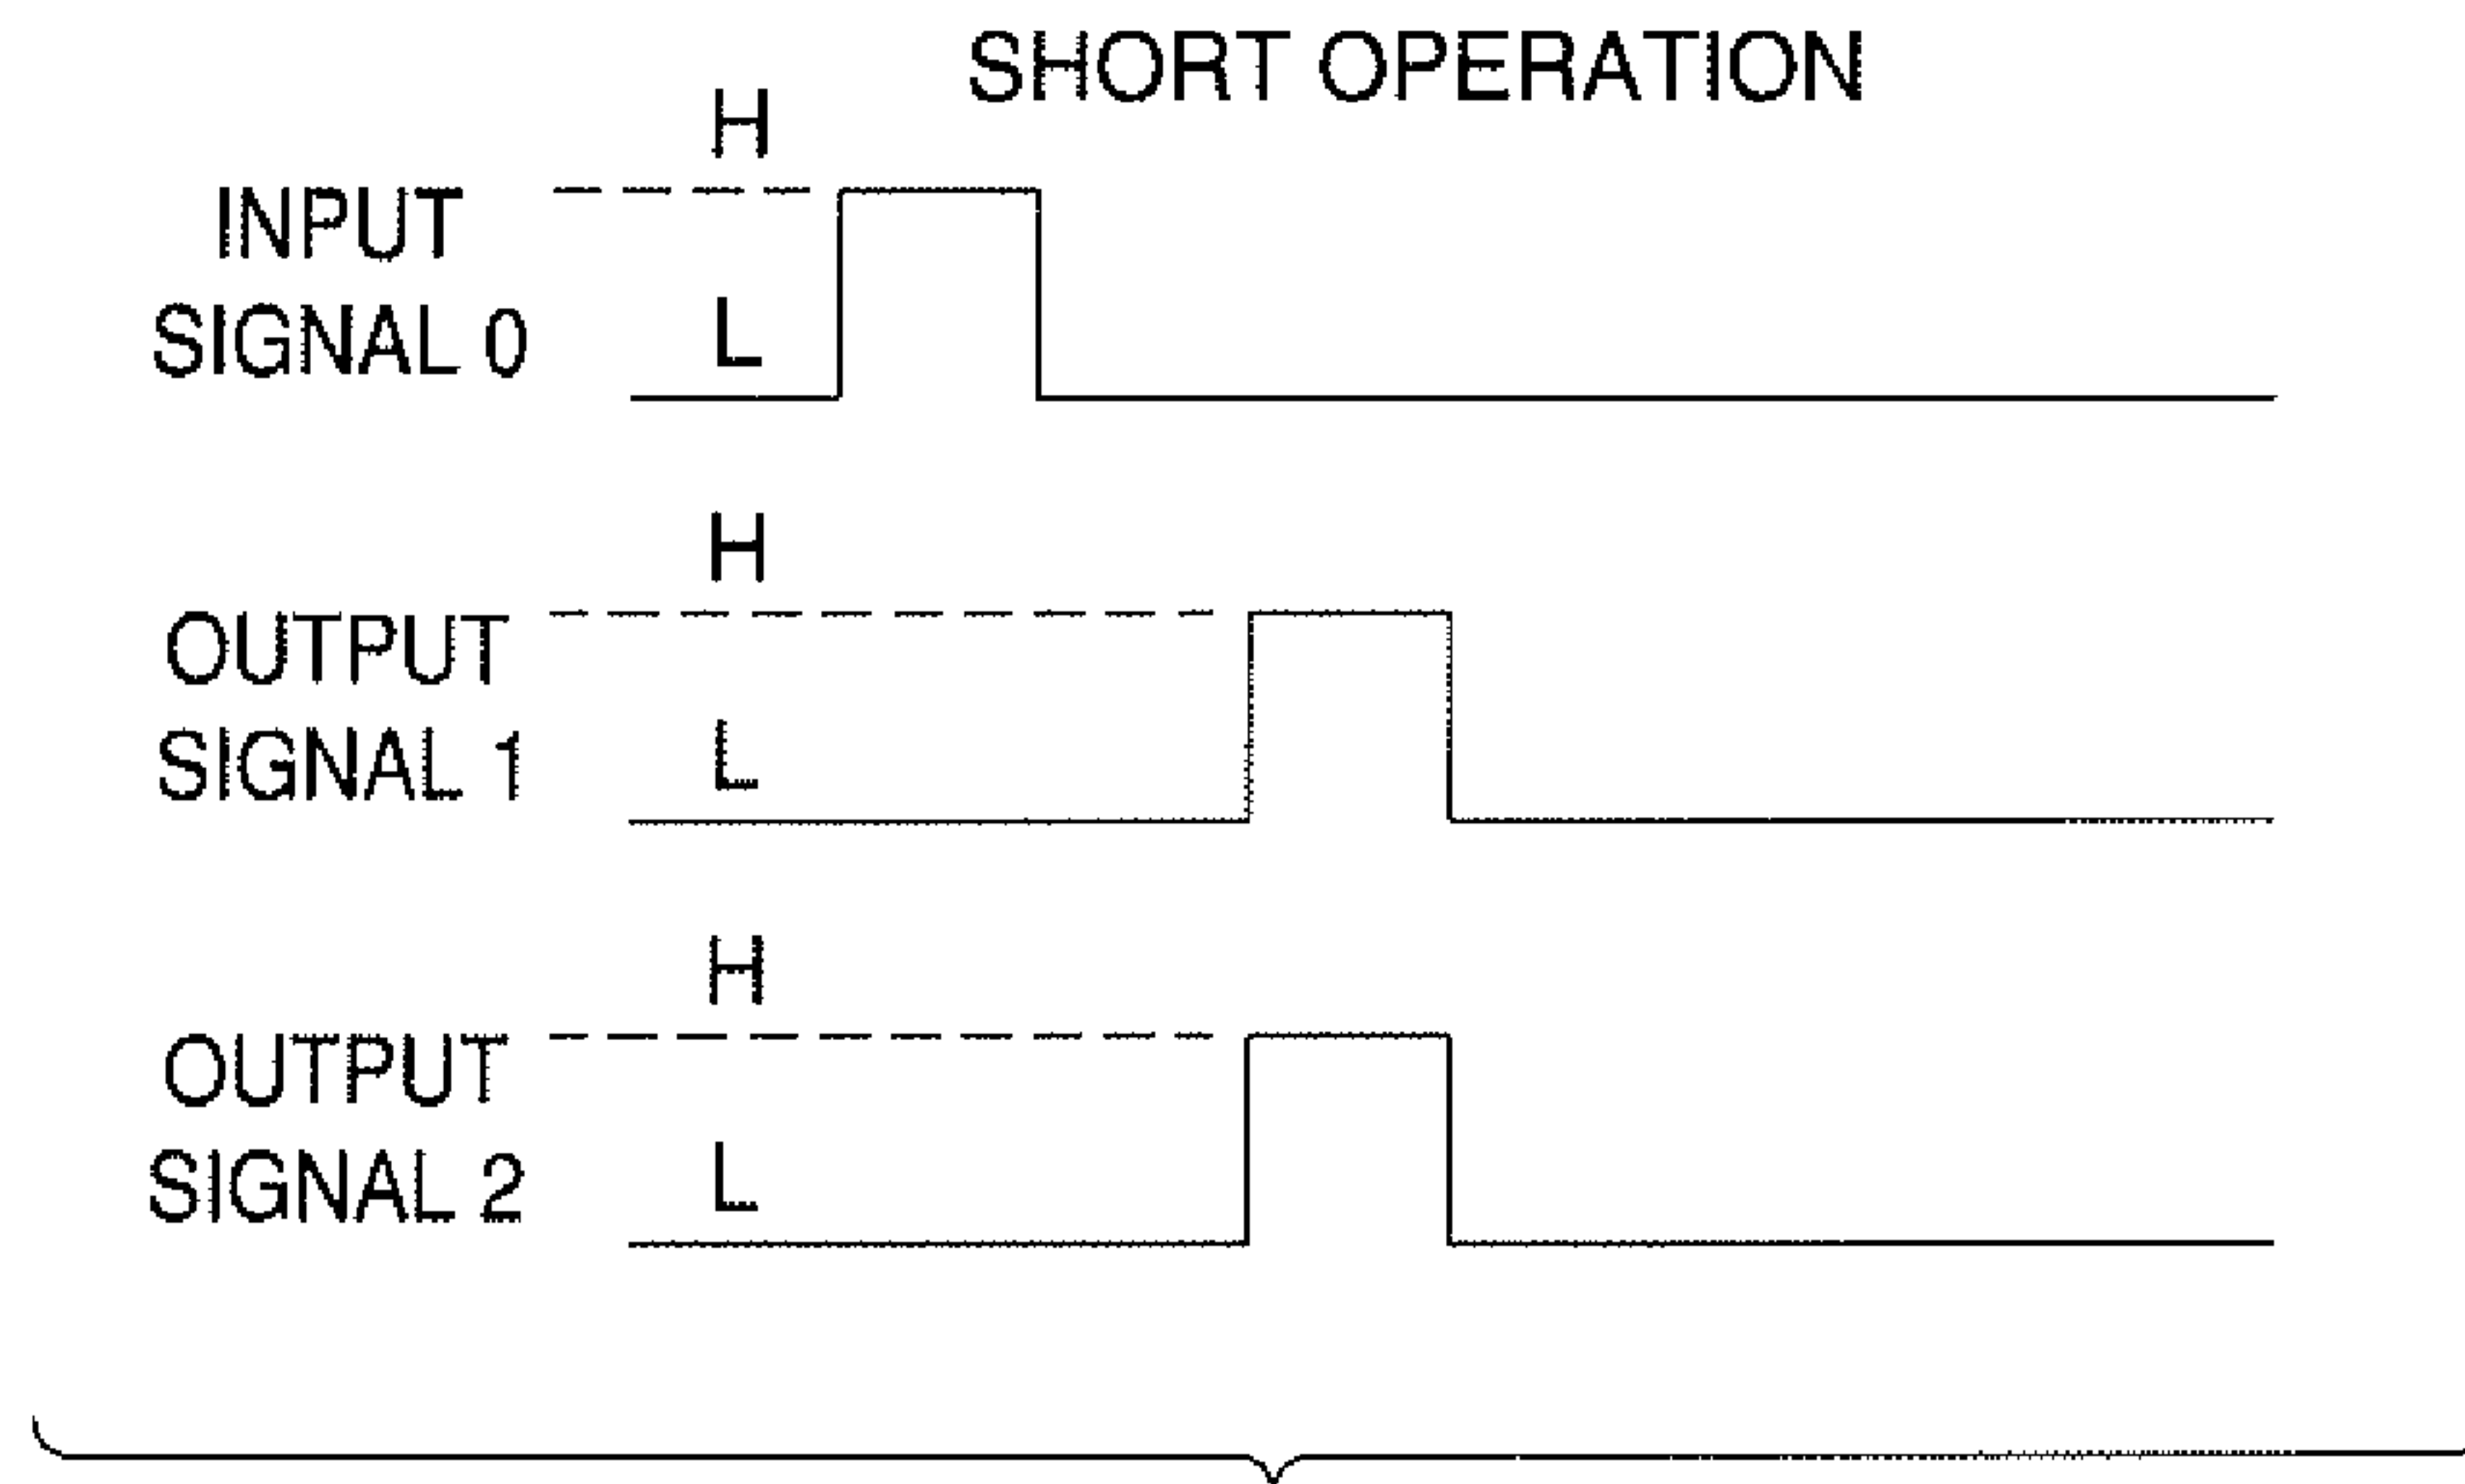 SHORT OPERATION
H
INPUT
SIGNAL 0
L
H
OUTPUT
SIGNAL 1
L
H
OUTPUT
SIGNAL 2
L